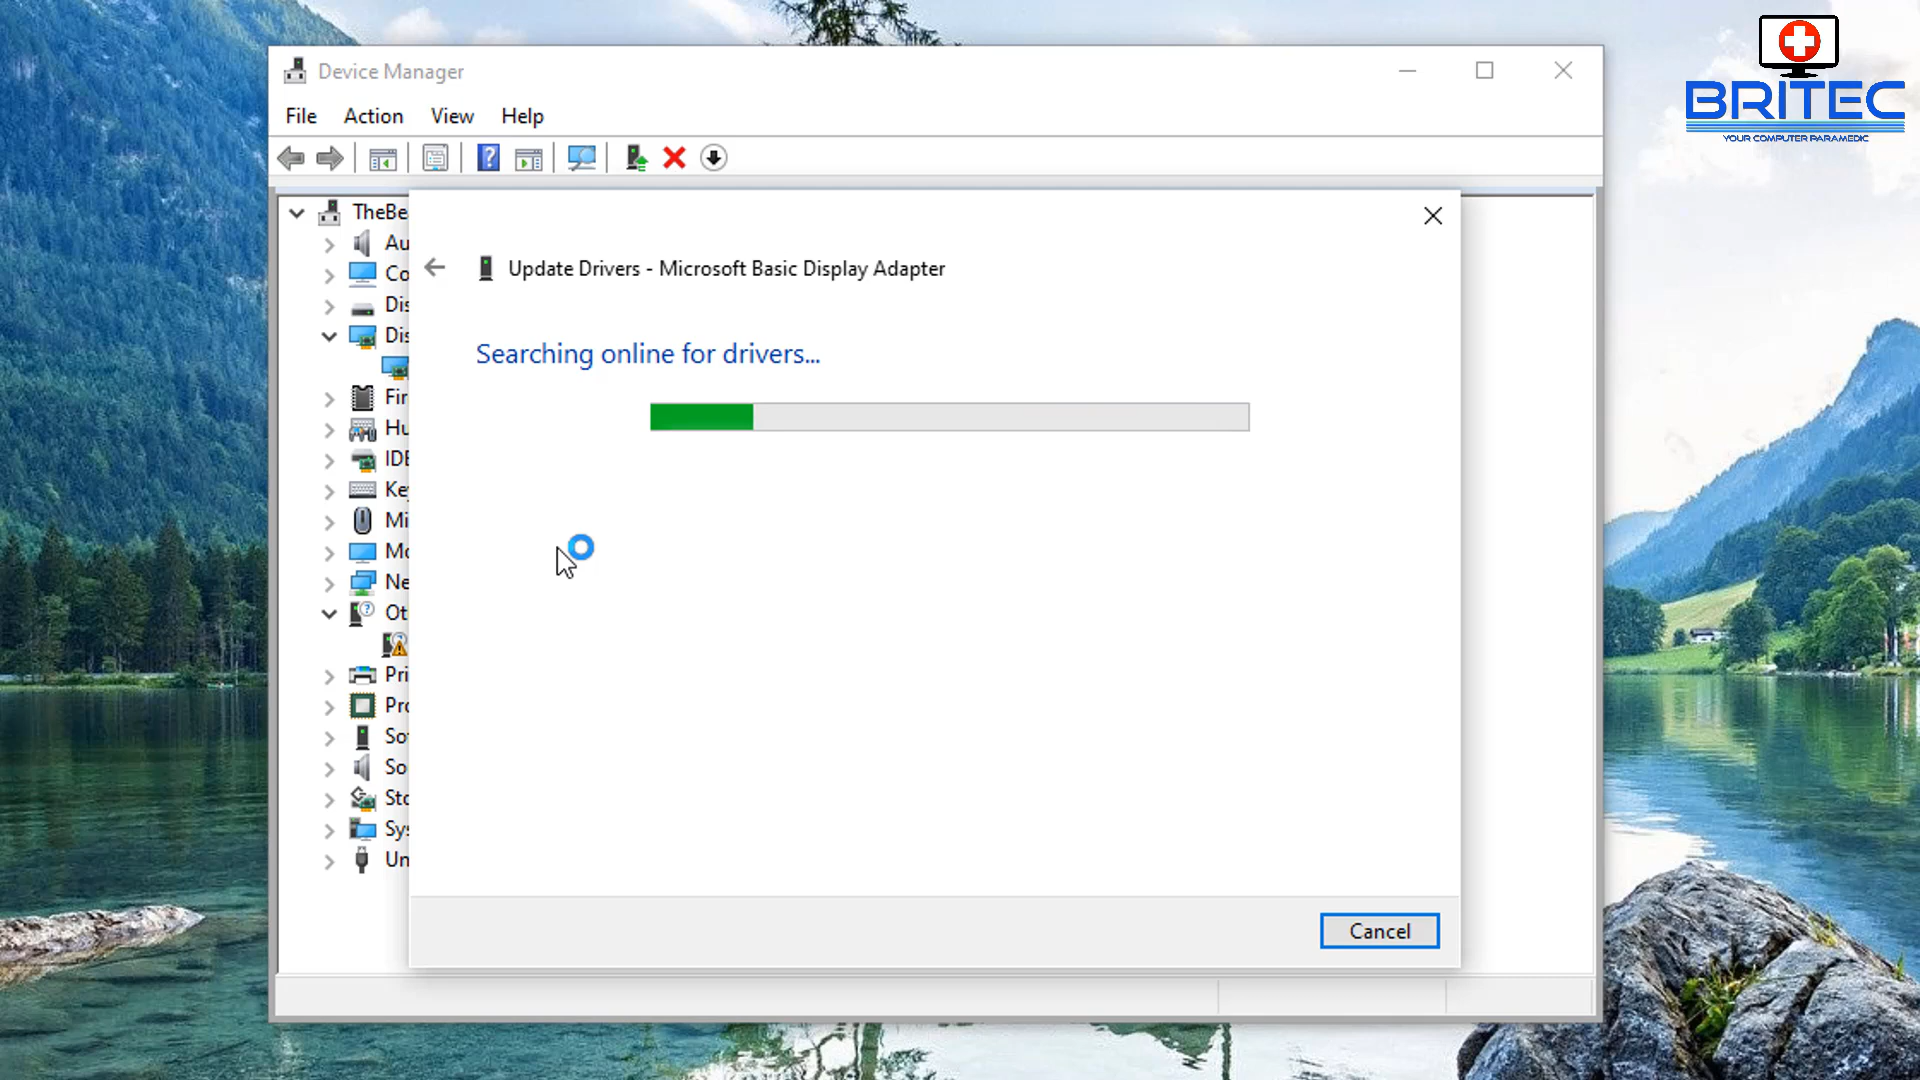 BRITEC
YOUR COMPUTER PARAMEDIC
Device Manager
File Action View Help
TheBe
Au
Co
Dis
Dis
Fir
Hu
IDE
Key
Mi
Mo
Ne
Ot
Pri
Pro
So
So
Sto
Sys
Un
Update Drivers - Microsoft Basic Display Adapter
Searching online for drivers...
Cancel